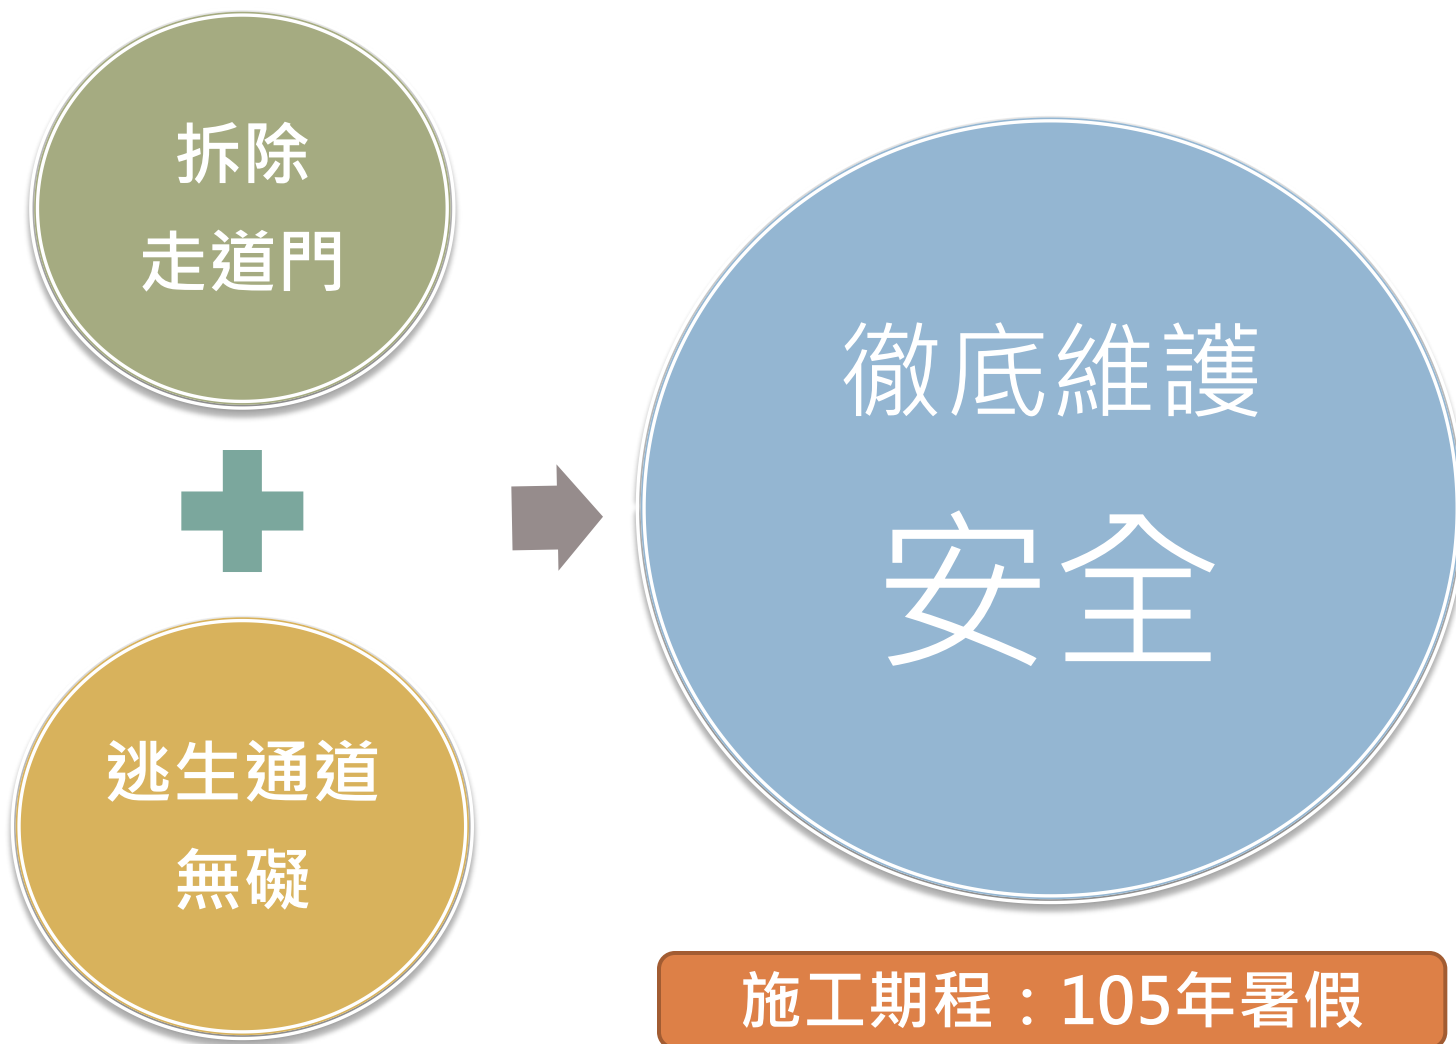 拆除
走道門
逃生通道
無礙
徹底維護
安全
施工期程：105年暑假